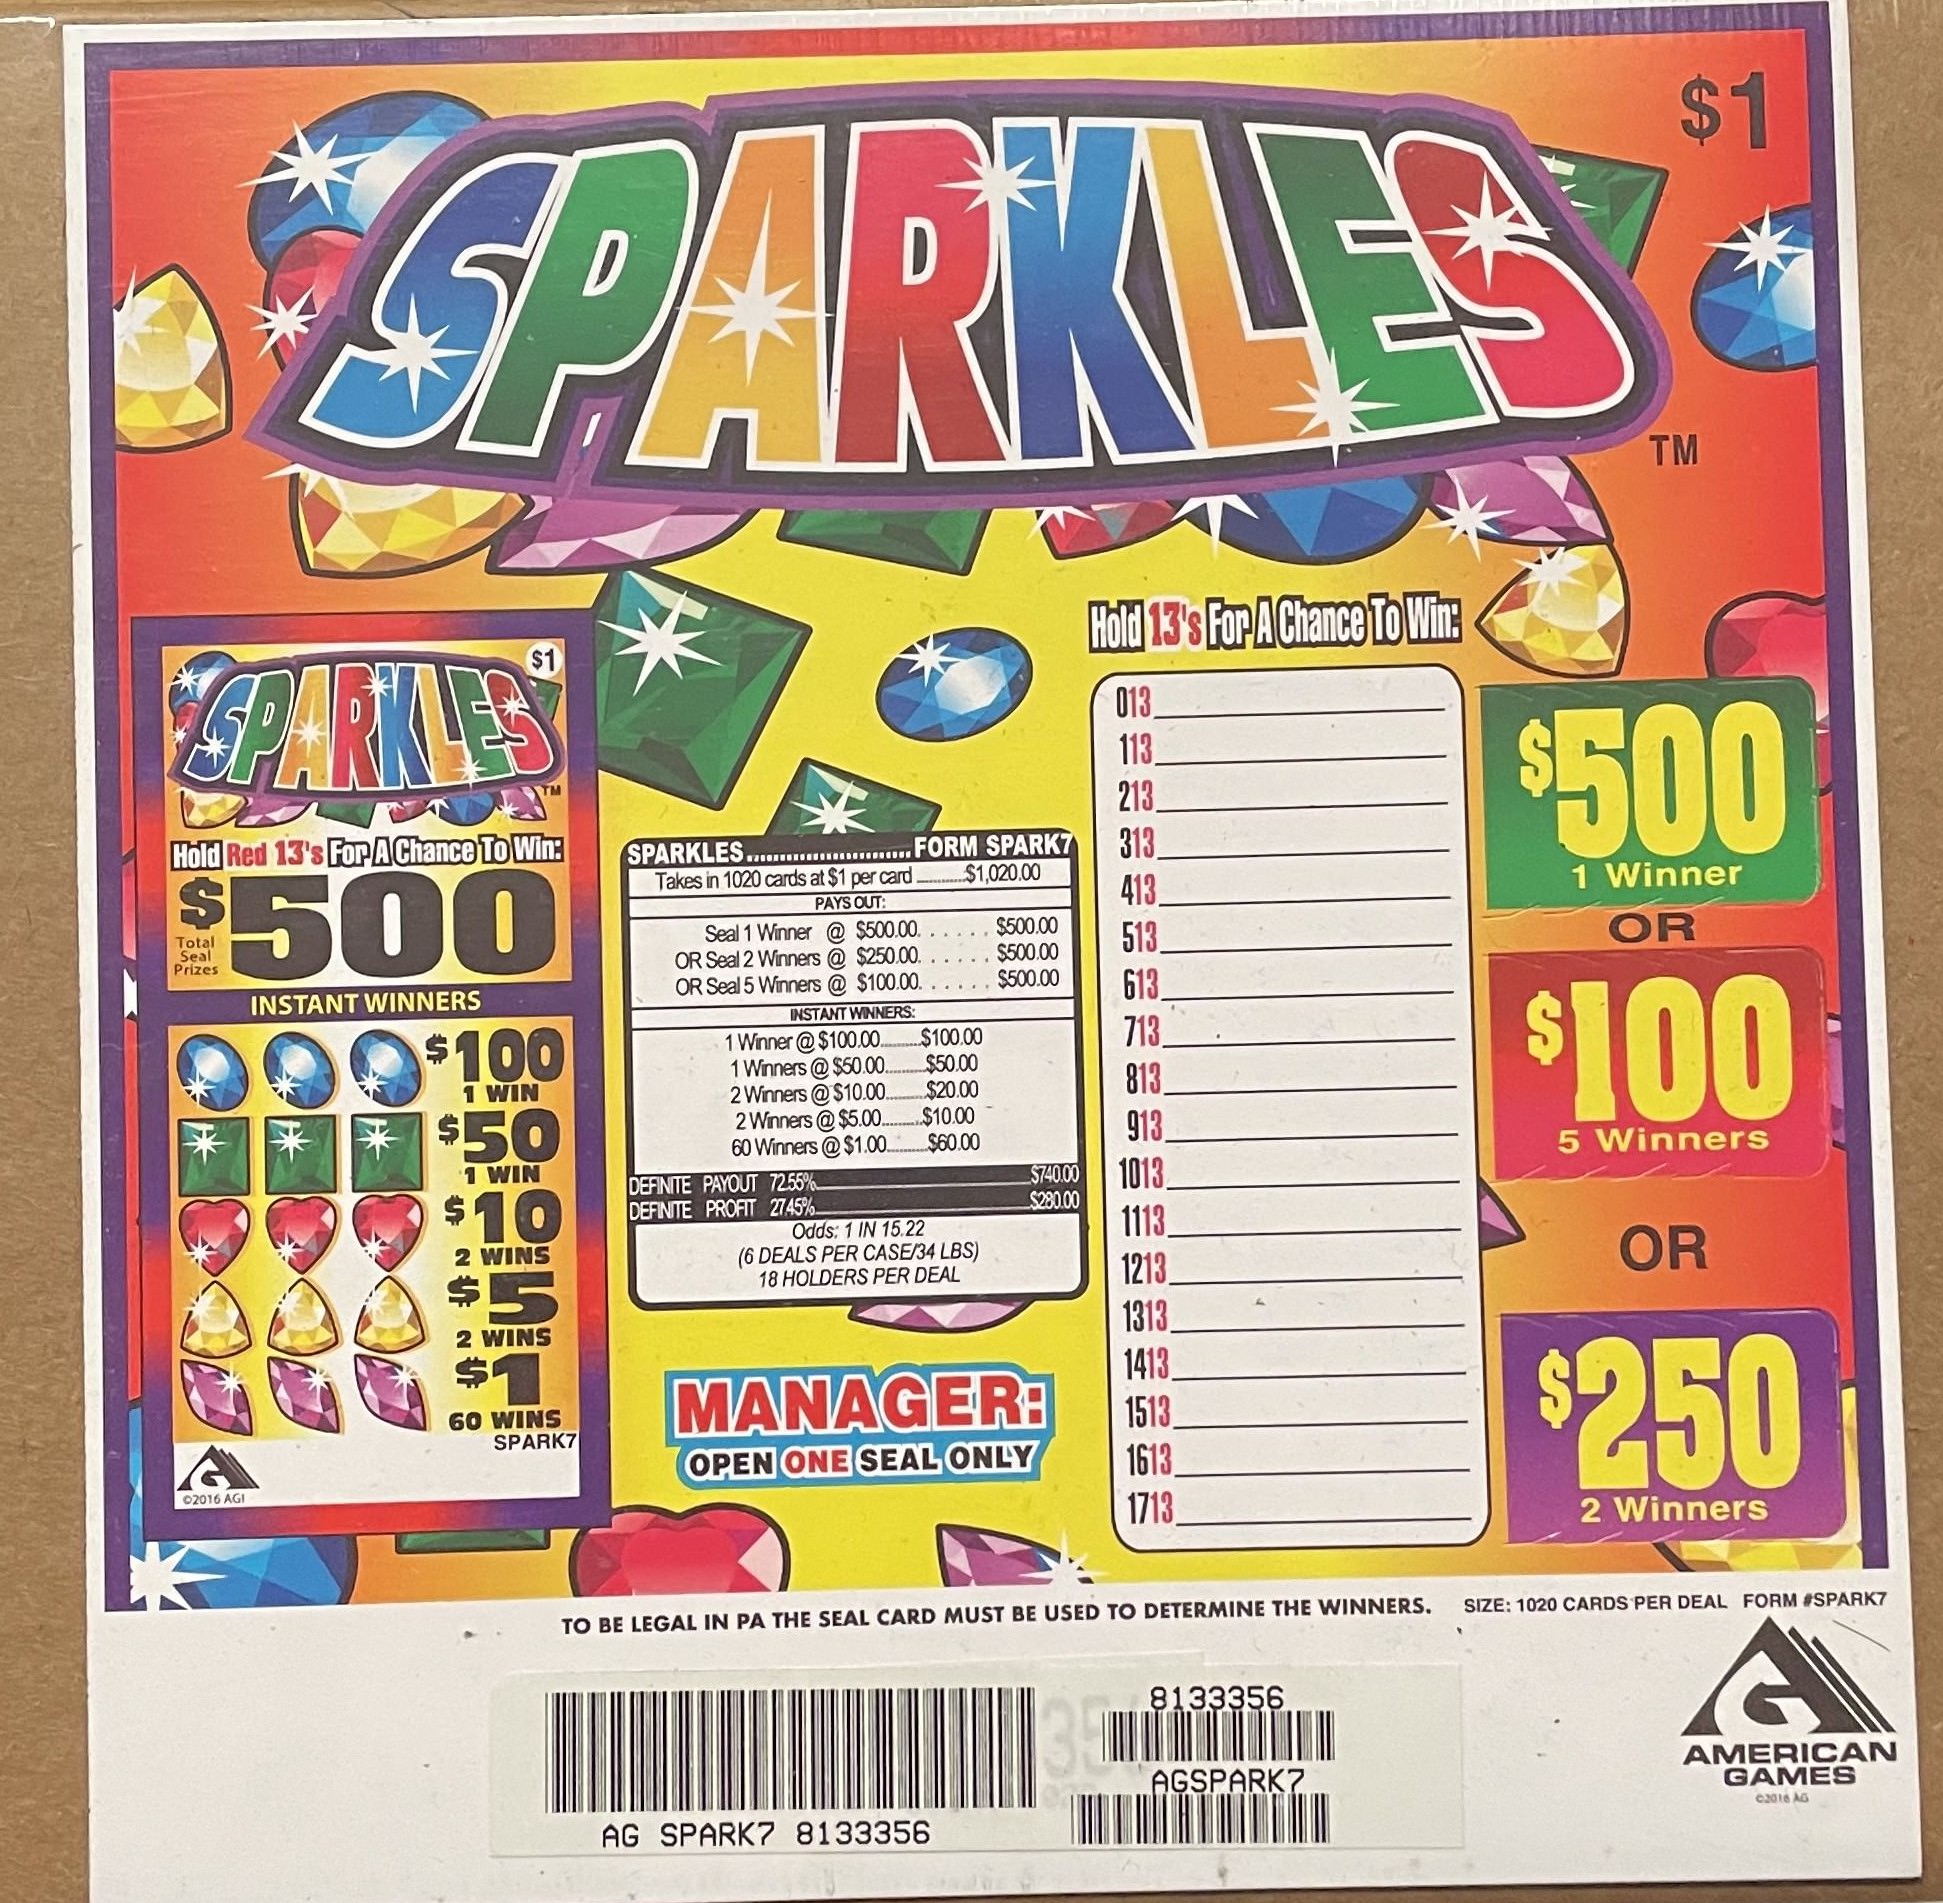 $1
SPARKLES
TM
$1
SPARKLES
TM
Hold Red 13's For A Chance To Win:
$500
Total
Seal
Prizes
INSTANT WINNERS
$100
1 WIN
$50
1 WIN
$10
2 WINS
$5
2 WINS
$1
60 WINS
SPARK7
©2016 AGI
SPARKLES..........................FORM SPARK7
Takes in 1020 cards at $1 per card ...........$1,020.00
PAYS OUT:
Seal 1 Winner @ $500.00. . . . . . $500.00
OR Seal 2 Winners @ $250.00. . . . . . $500.00
OR Seal 5 Winners @ $100.00. . . . . . $500.00
INSTANT WINNERS:
1 Winner @ $100.00..........$100.00
1 Winners @ $50.00..........$50.00
2 Winners @ $10.00..........$20.00
2 Winners @ $5.00..........$10.00
60 Winners @ $1.00..........$60.00
DEFINITE PAYOUT 72.55% $740.00
DEFINITE PROFIT 27.45% $280.00
Odds: 1 IN 15.22
(6 DEALS PER CASE/34 LBS)
18 HOLDERS PER DEAL
MANAGER:
OPEN ONE SEAL ONLY
Hold 13's For A Chance To Win:
013
113
213
313
413
513
613
713
813
913
1013
1113
1213
1313
1413
1513
1613
1713
$500
1 Winner
OR
$100
5 Winners
OR
$250
2 Winners
TO BE LEGAL IN PA THE SEAL CARD MUST BE USED TO DETERMINE THE WINNERS. SIZE: 1020 CARDS PER DEAL FORM #SPARK7
8133356
AGSPARK7
AG SPARK7 8133356
AMERICAN
GAMES
©2016 AG